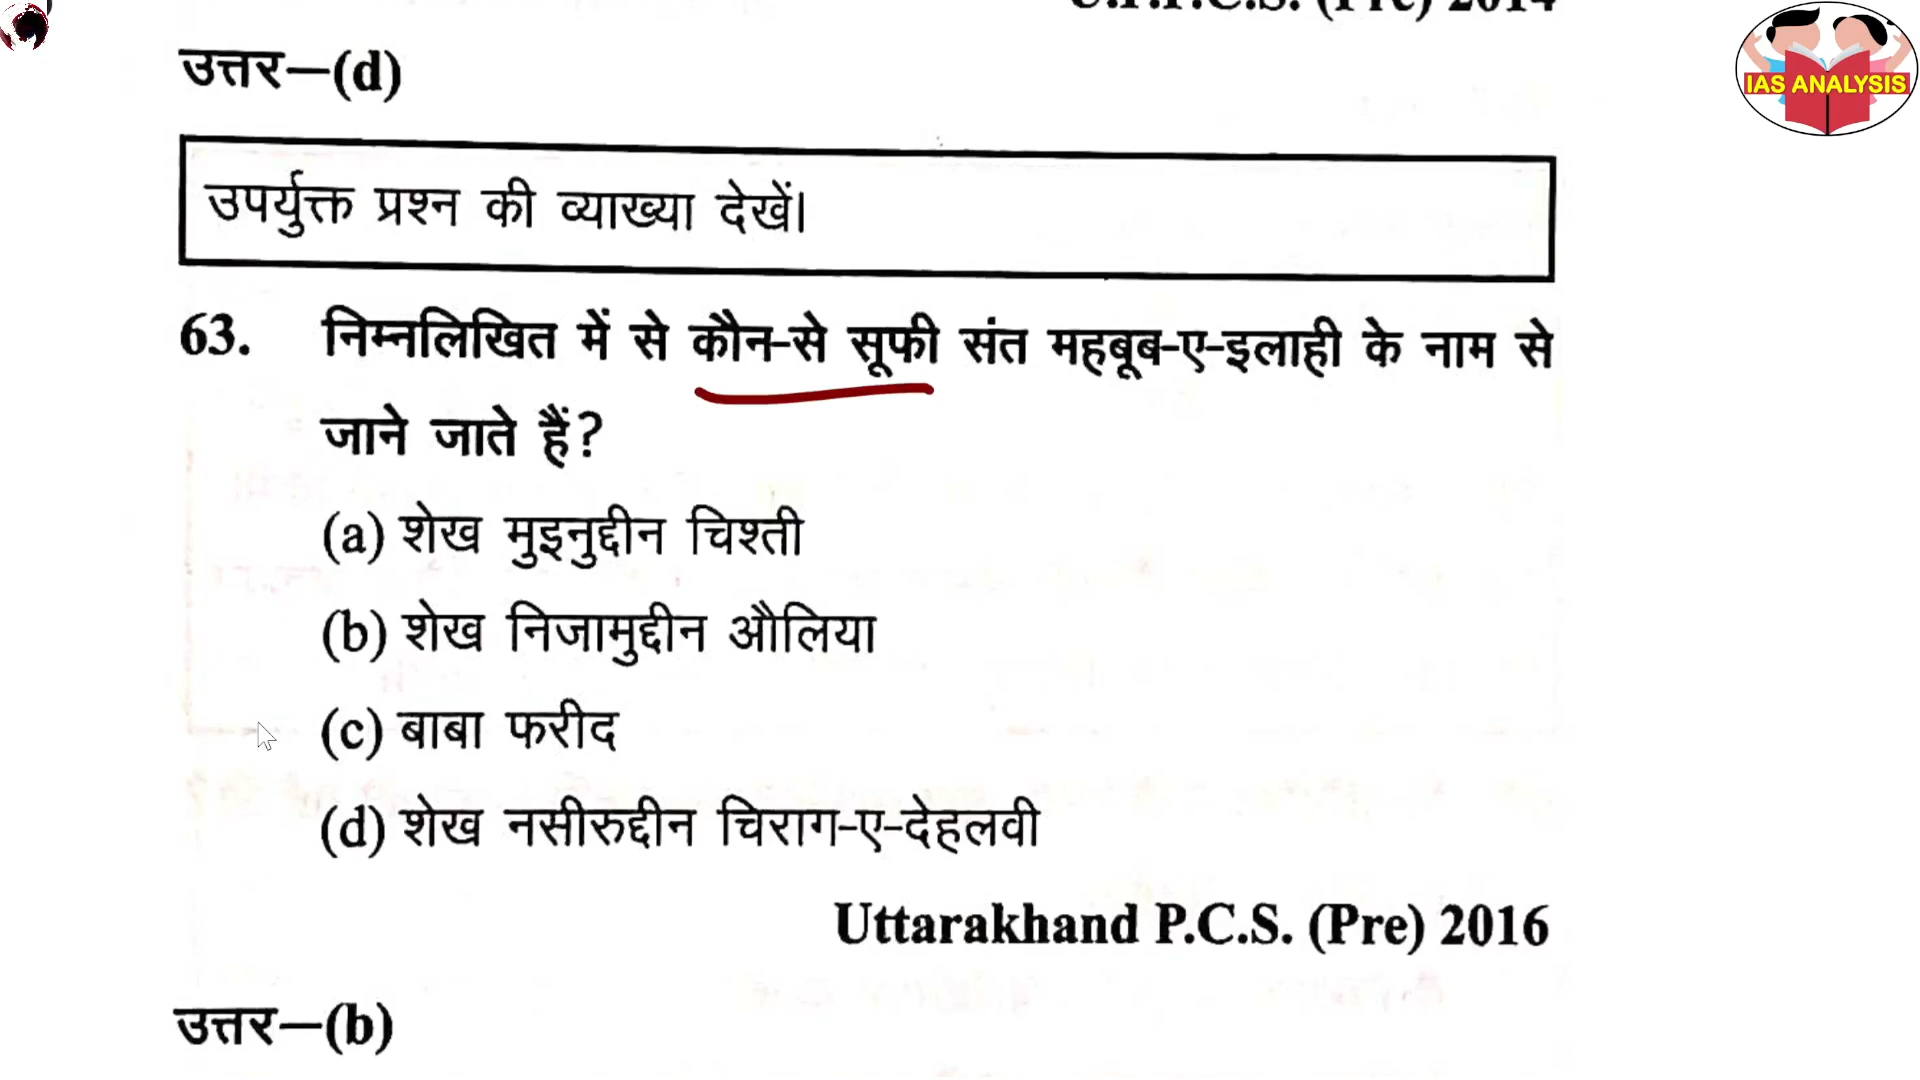 U.P.P.C.S. (Pre) 2014
उत्तर—(d)
IAS ANALYSIS
उपर्युक्त प्रश्न की व्याख्या देखें।
63. निम्नलिखित में से कौन-से सूफी संत महबूब-ए-इलाही के नाम से
जाने जाते हैं?
(a) शेख मुइनुद्दीन चिश्ती
(b) शेख निजामुद्दीन औलिया
(c) बाबा फरीद
(d) शेख नसीरुद्दीन चिराग-ए-देहलवी
Uttarakhand P.C.S. (Pre) 2016
उत्तर—(b)